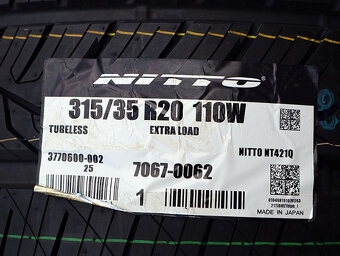 NITTO
315/35 R20 110W
TUBELESS EXTRA LOAD
3770600-002 NITTO NT421Q
25 7067-0062
1
MADE IN JAPAN